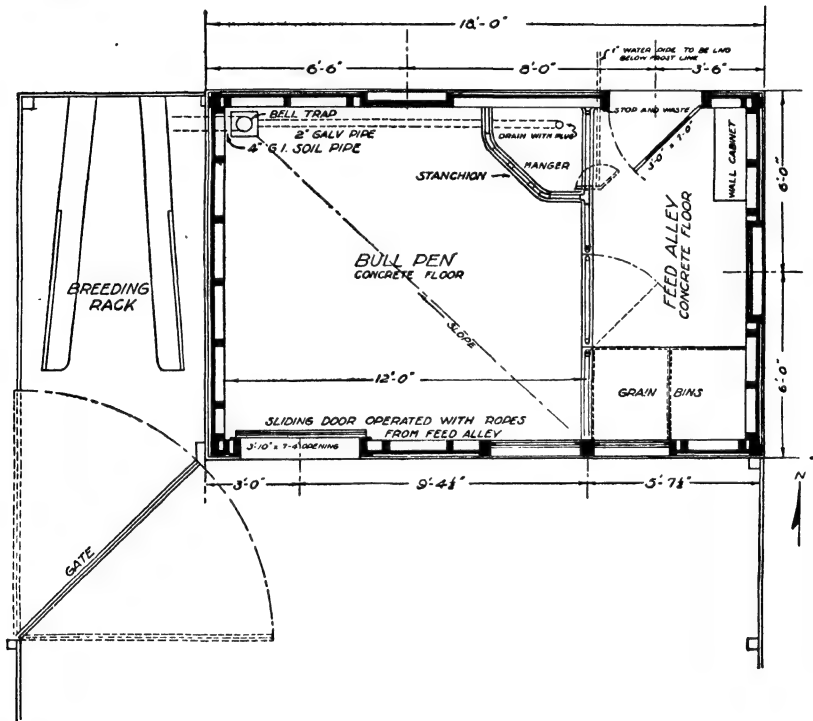 18'-0"
6'-6"
8'-0"
3'-6"
1" WATER PIPE TO BE LAID
BELOW FROST LINE
BELL TRAP
2" GALV PIPE
4" G.I. SOIL PIPE
DRAIN WITH PLUG
STOP AND WASTE
3'-0" x 7'-0"
WALL CABINET
MANGER
STANCHION
6'-0"
BULL PEN
CONCRETE FLOOR
FEED ALLEY
CONCRETE FLOOR
BREEDING
RACK
SLOPE
12'-0"
GRAIN BINS
6'-0"
SLIDING DOOR OPERATED WITH ROPES
FROM FEED ALLEY
3'-10" x 7'-4" OPENING
3'-0"
9'-4½"
5'-7½"
N
GATE